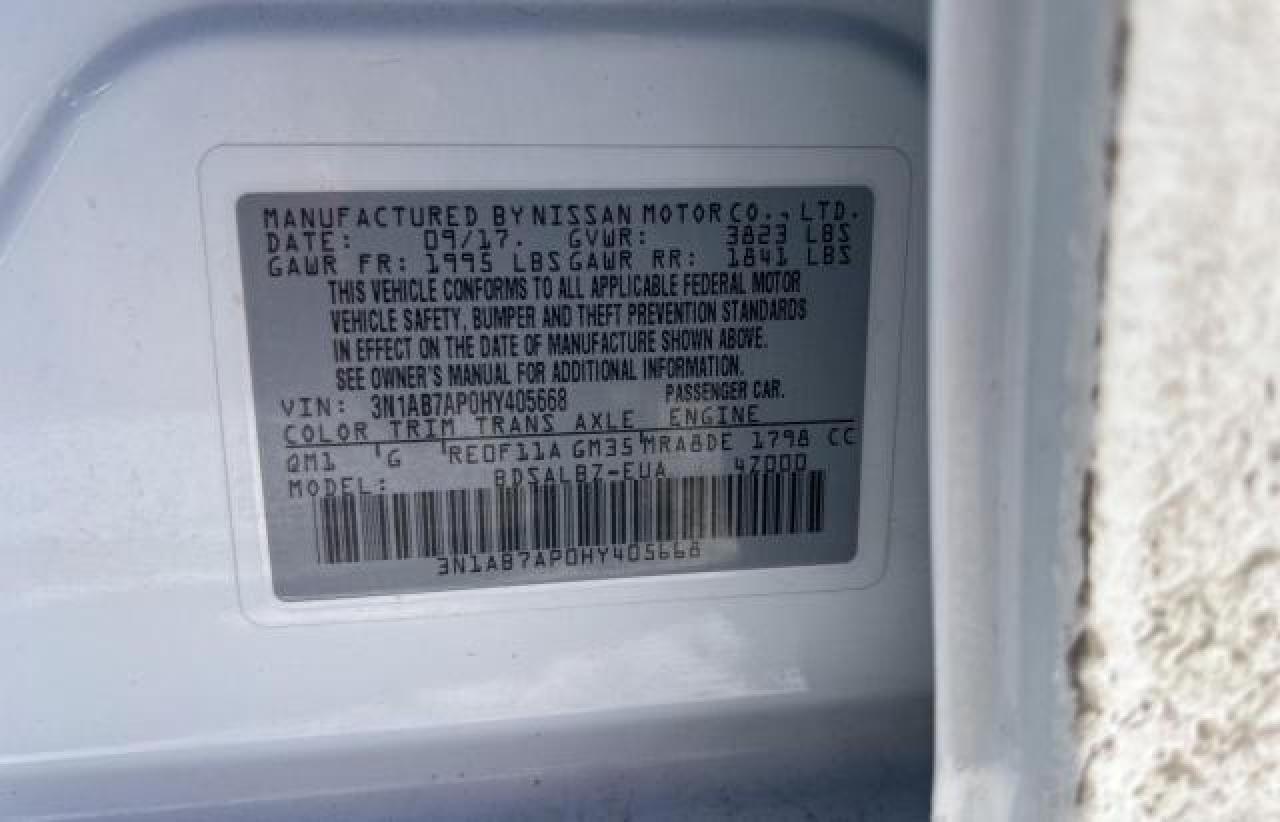 MANUFACTURED BY NISSAN MOTOR CO., LTD.
DATE: 09/17. GVWR: 3823 LBS
GAWR FR: 1995 LBS GAWR RR: 1841 LBS
THIS VEHICLE CONFORMS TO ALL APPLICABLE FEDERAL MOTOR
VEHICLE SAFETY, BUMPER AND THEFT PREVENTION STANDARDS
IN EFFECT ON THE DATE OF MANUFACTURE SHOWN ABOVE.
SEE OWNER'S MANUAL FOR ADDITIONAL INFORMATION.
VIN: 3N1AB7AP0HY405668 PASSENGER CAR.
COLOR TRIM TRANS AXLE ENGINE
QM1 G RE0F11A GM35 MRA8DE 1798 CC
MODEL: BDSALBZ-EUA 47000
3N1AB7AP0HY405668